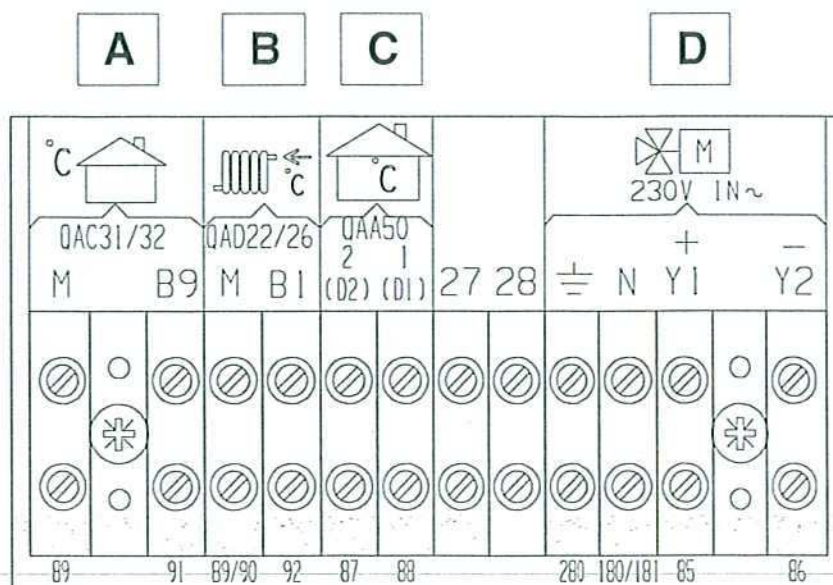 A B C D
°C °C °C M
230V 1N~
QAC31/32 QAD22/26 QAA50
2 1 + −
M B9 M B1 (D2) (D1) 27 28 N Y1 Y2
89 91 89/90 92 87 88 280 180/181 85 86